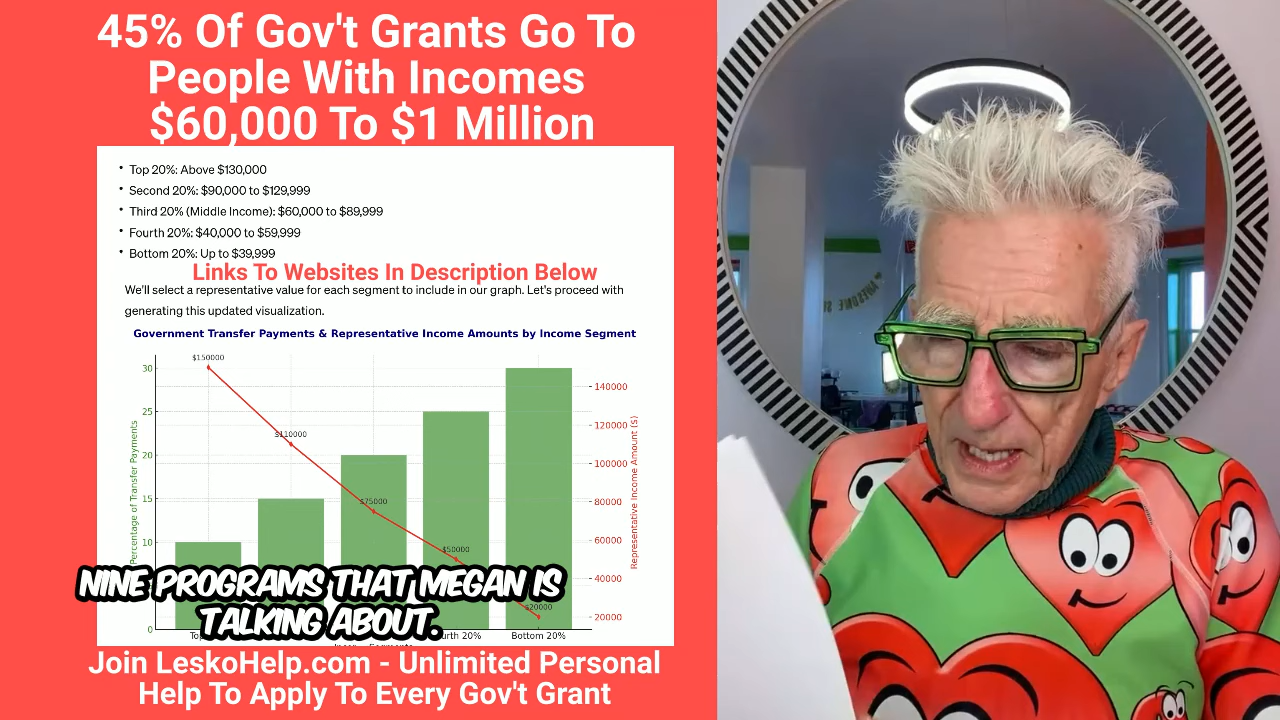 45% Of Gov't Grants Go To
People With Incomes
$60,000 To $1 Million
• Top 20%: Above $130,000
• Second 20%: $90,000 to $129,999
• Third 20% (Middle Income): $60,000 to $89,999
• Fourth 20%: $40,000 to $59,999
• Bottom 20%: Up to $39,999
Links To Websites In Description Below
We'll select a representative value for each segment to include in our graph. Let's proceed with
generating this updated visualization.
Government Transfer Payments & Representative Income Amounts by Income Segment
Percentage of Transfer Payments
30
25
20
15
10
0
$150000
$110000
$75000
$50000
$20000
140000
120000
100000
80000
60000
40000
20000
Representative Income Amount ($)
Bottom 20%
NINE PROGRAMS THAT MEGAN IS
TALKING ABOUT.
Join LeskoHelp.com - Unlimited Personal
Help To Apply To Every Gov't Grant